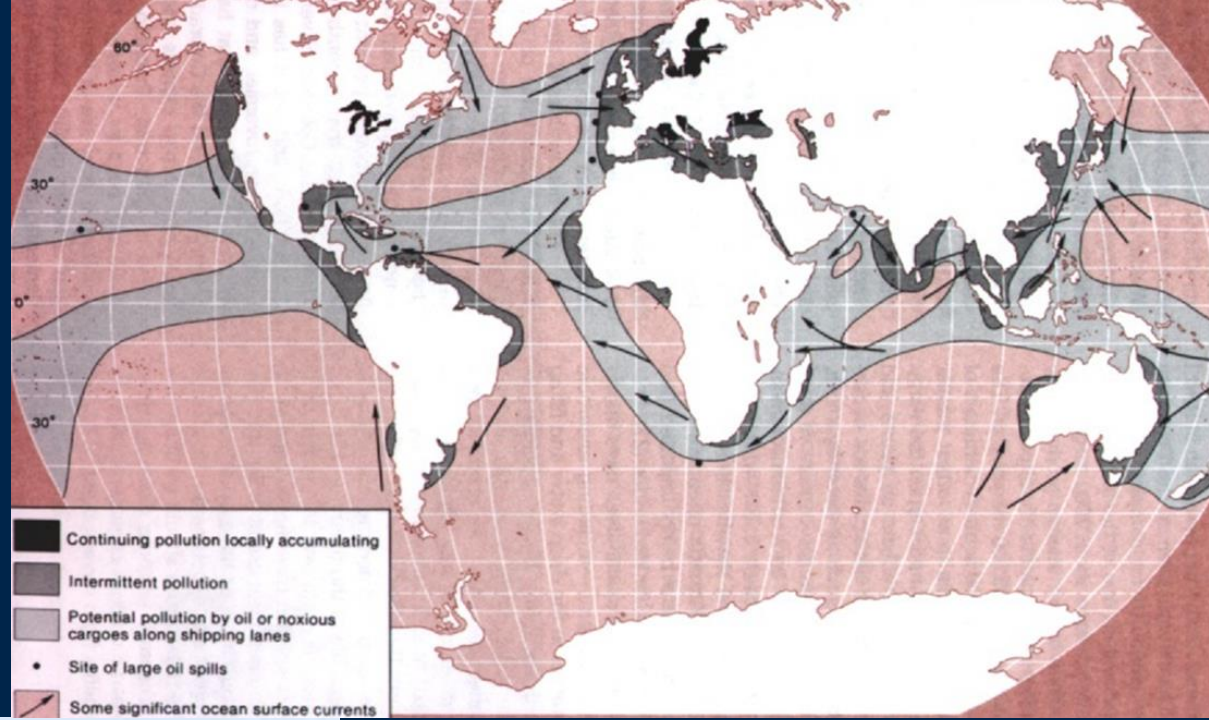 60°
30°
0°
30°
Continuing pollution locally accumulating
Intermittent pollution
Potential pollution by oil or noxious
cargoes along shipping lanes
Site of large oil spills
Some significant ocean surface currents